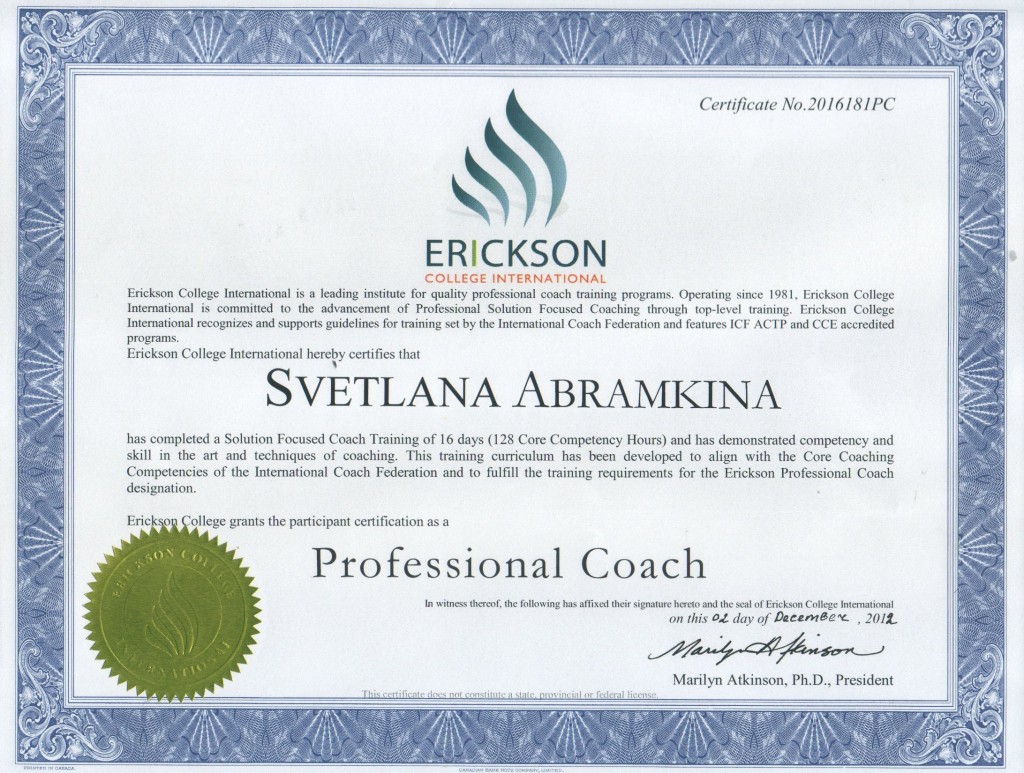 Certificate No.2016181PC
ERICKSON
COLLEGE INTERNATIONAL
Erickson College International is a leading institute for quality professional coach training programs. Operating since 1981, Erickson College
International is committed to the advancement of Professional Solution Focused Coaching through top-level training. Erickson College
International recognizes and supports guidelines for training set by the International Coach Federation and features ICF ACTP and CCE accredited
programs.
Erickson College International hereby certifies that
SVETLANA ABRAMKINA
has completed a Solution Focused Coach Training of 16 days (128 Core Competency Hours) and has demonstrated competency and
skill in the art and techniques of coaching. This training curriculum has been developed to align with the Core Coaching
Competencies of the International Coach Federation and to fulfill the training requirements for the Erickson Professional Coach
designation.
Erickson College grants the participant certification as a
Professional Coach
In witness thereof, the following has affixed their signature hereto and the seal of Erickson College International
on this 02 day of December , 2012
Marilyn Atkinson
Marilyn Atkinson, Ph.D., President
ERICKSON COLLEGE
INTERNATIONAL
This certificate does not constitute a state, provincial or federal license.
PRINTED IN CANADA
CANADIAN BANK NOTE COMPANY, LIMITED.